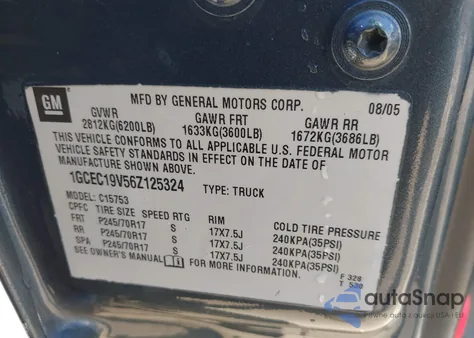 GM
MFD BY GENERAL MOTORS CORP. 08/05
GVWR GAWR FRT GAWR RR
2812KG(6200LB) 1633KG(3600LB) 1672KG(3686LB)
THIS VEHICLE CONFORMS TO ALL APPLICABLE U.S. FEDERAL MOTOR
VEHICLE SAFETY STANDARDS IN EFFECT ON THE DATE OF
MANUFACTURE SHOWN ABOVE.
1GCEC19V56Z125324 TYPE: TRUCK
MODEL: C15753
CPFC TIRE SIZE SPEED RTG RIM COLD TIRE PRESSURE
FRT P245/70R17 S 17X7.5J 240KPA(35PSI)
RR P245/70R17 S 17X7.5J 240KPA(35PSI)
SPA P245/70R17 S 17X7.5J 240KPA(35PSI)
SEE OWNER'S MANUAL FOR MORE INFORMATION.
F 328
T 530
autoSnap